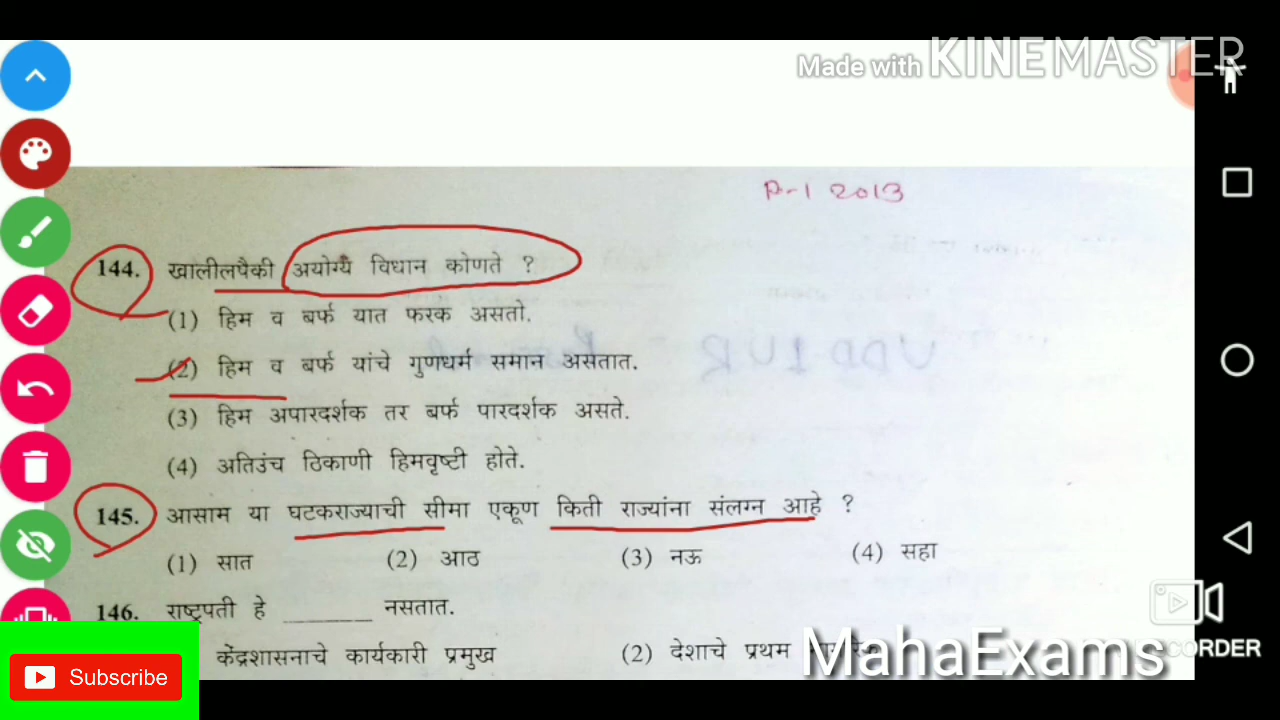 Made with KINEMASTER
P-1 2013
144. खालीलपैकी अयोग्य विधान कोणते ?
(1) हिम व बर्फ यात फरक असतो.
(2) हिम व बर्फ यांचे गुणधर्म समान असतात.
(3) हिम अपारदर्शक तर बर्फ पारदर्शक असते.
(4) अतिउंच ठिकाणी हिमवृष्टी होते.
145. आसाम या घटकराज्याची सीमा एकूण किती राज्यांना संलग्न आहे ?
(1) सात (2) आठ (3) नऊ (4) सहा
146. राष्ट्रपती हे ______ नसतात.
केंद्रशासनाचे कार्यकारी प्रमुख (2) देशाचे प्रथम
MahaExams
Subscribe